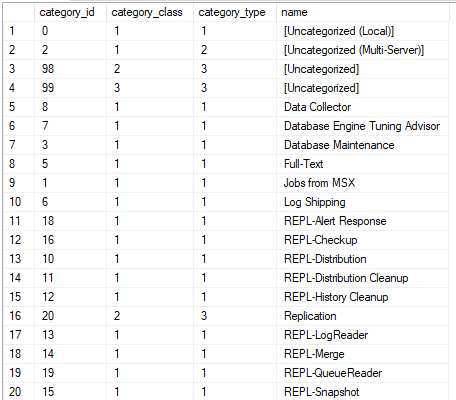 category_id category_class category_type name
1 0 1 1 [Uncategorized (Local)]
2 2 1 2 [Uncategorized (Multi-Server)]
3 98 2 3 [Uncategorized]
4 99 3 3 [Uncategorized]
5 8 1 1 Data Collector
6 7 1 1 Database Engine Tuning Advisor
7 3 1 1 Database Maintenance
8 5 1 1 Full-Text
9 1 1 1 Jobs from MSX
10 6 1 1 Log Shipping
11 18 1 1 REPL-Alert Response
12 16 1 1 REPL-Checkup
13 10 1 1 REPL-Distribution
14 11 1 1 REPL-Distribution Cleanup
15 12 1 1 REPL-History Cleanup
16 20 2 3 Replication
17 13 1 1 REPL-LogReader
18 14 1 1 REPL-Merge
19 19 1 1 REPL-QueueReader
20 15 1 1 REPL-Snapshot